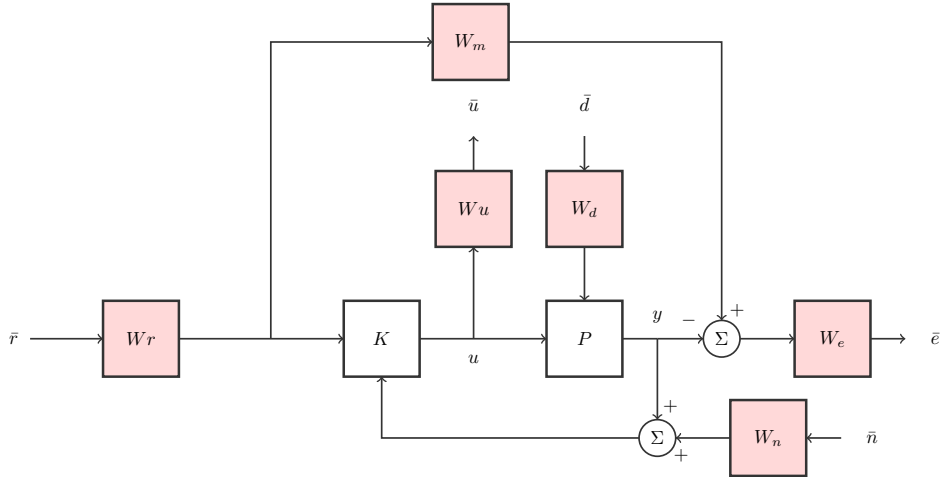 W_m
ū
d̄
Wu
W_d
r̄
Wr
K
u
P
y
−
+
Σ
W_e
ē
+
Σ
+
W_n
n̄